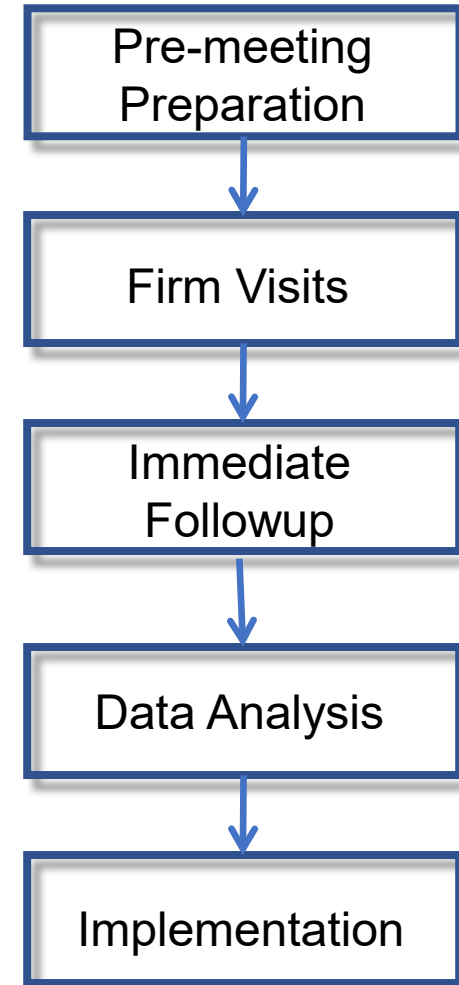 Pre-meeting
Preparation
Firm Visits
Immediate
Followup
Data Analysis
Implementation